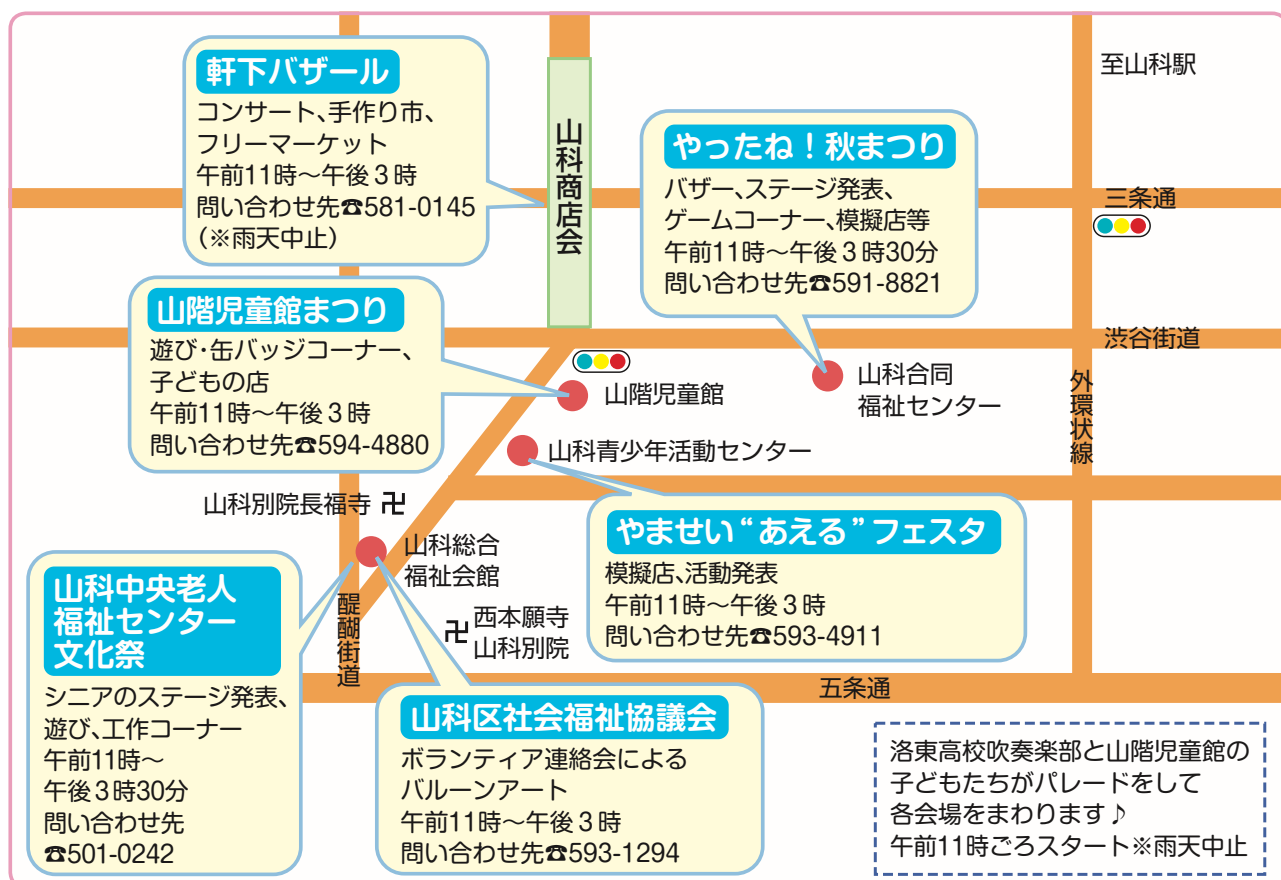 軒下バザール
コンサート、手作り市、
フリーマーケット
午前11時～午後3時
問い合わせ先☎581-0145
(※雨天中止)
山科商店会
至山科駅
やったね！秋まつり
バザー、ステージ発表、
ゲームコーナー、模擬店等
午前11時～午後3時30分
問い合わせ先☎591-8821
三条通
山階児童館まつり
遊び・缶バッジコーナー、
子どもの店
午前11時～午後3時
問い合わせ先☎594-4880
渋谷街道
山階児童館
山科合同
福祉センター
外環状線
山科青少年活動センター
山科別院長福寺 卍
やませい“あえる”フェスタ
模擬店、活動発表
午前11時～午後3時
問い合わせ先☎593-4911
山科総合
福祉会館
山科中央老人
福祉センター
文化祭
シニアのステージ発表、
遊び、工作コーナー
午前11時～
午後3時30分
問い合わせ先
☎501-0242
醍醐街道
卍 西本願寺
山科別院
五条通
山科区社会福祉協議会
ボランティア連絡会による
バルーンアート
午前11時～午後3時
問い合わせ先☎593-1294
洛東高校吹奏楽部と山階児童館の
子どもたちがパレードをして
各会場をまわります♪
午前11時ごろスタート※雨天中止